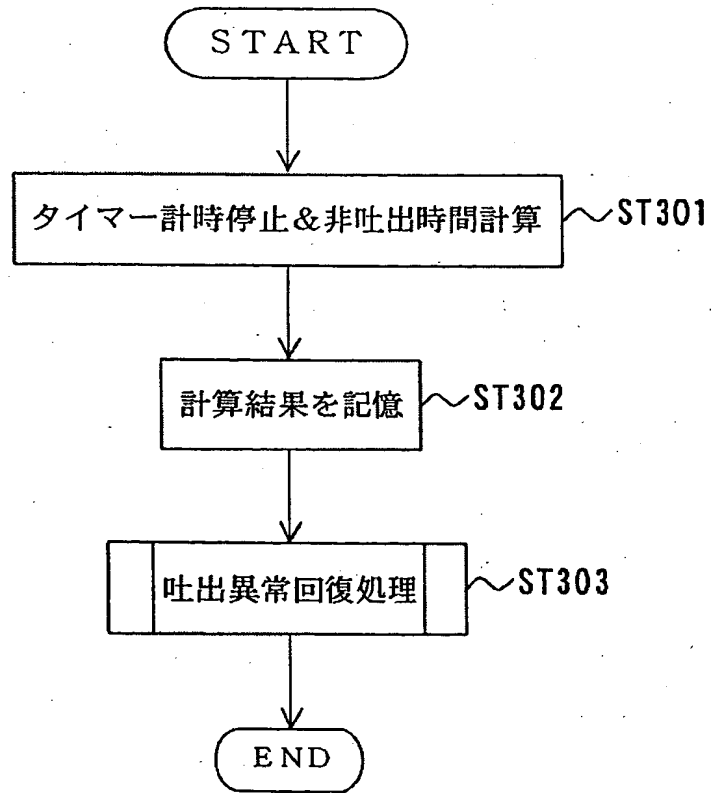 START
タイマー計時停止&非吐出時間計算
ST301
計算結果を記憶
ST302
吐出異常回復処理
ST303
END